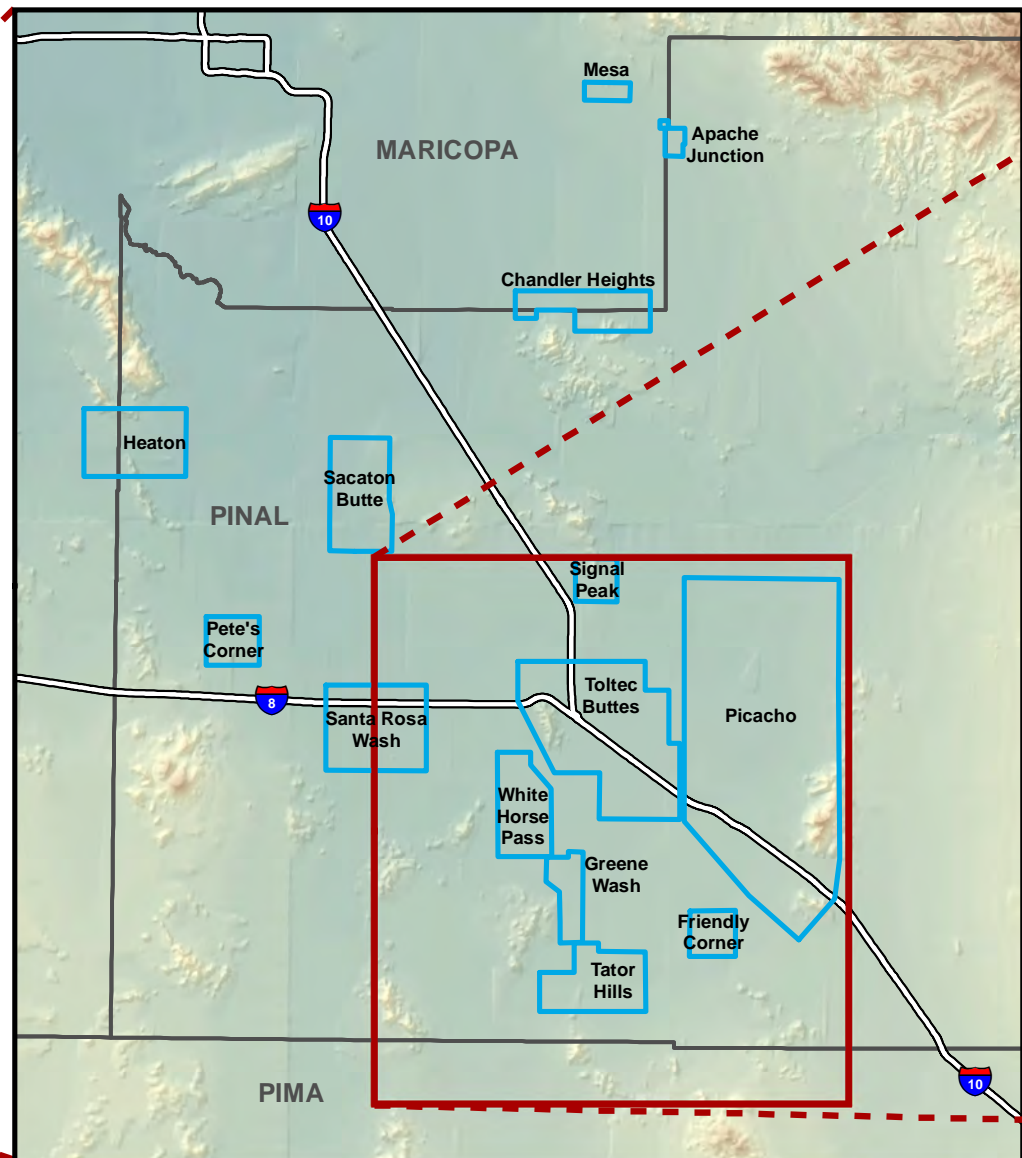 Mesa
Apache
Junction
MARICOPA
10
Chandler Heights
Heaton
Sacaton
Butte
PINAL
Signal
Peak
Pete's
Corner
8
Santa Rosa
Wash
Toltec
Buttes
Picacho
White
Horse
Pass
Greene
Wash
Friendly
Corner
Tator
Hills
PIMA
10